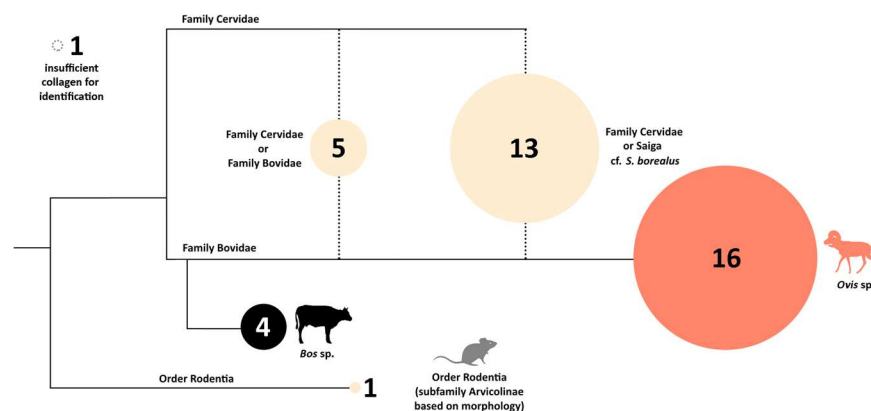 Family Cervidae
1
insufficient
collagen for
identification
Family Cervidae
or
Family Bovidae
5
13
Family Cervidae
or Saiga
cf. S. borealus
Family Bovidae
16
Ovis sp
4
Bos sp.
Order Rodentia
1
Order Rodentia
(subfamily Arvicolinae
based on morphology)